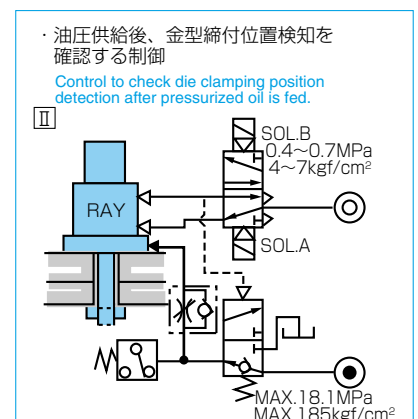 ・油圧供給後、金型締付位置検知を
確認する制御
Control to check die clamping position
detection after pressurized oil is fed.
Ⅱ
SOL.B
0.4～0.7MPa
4～7kgf/cm²
RAY
SOL.A
MAX.18.1MPa
MAX.185kgf/cm²